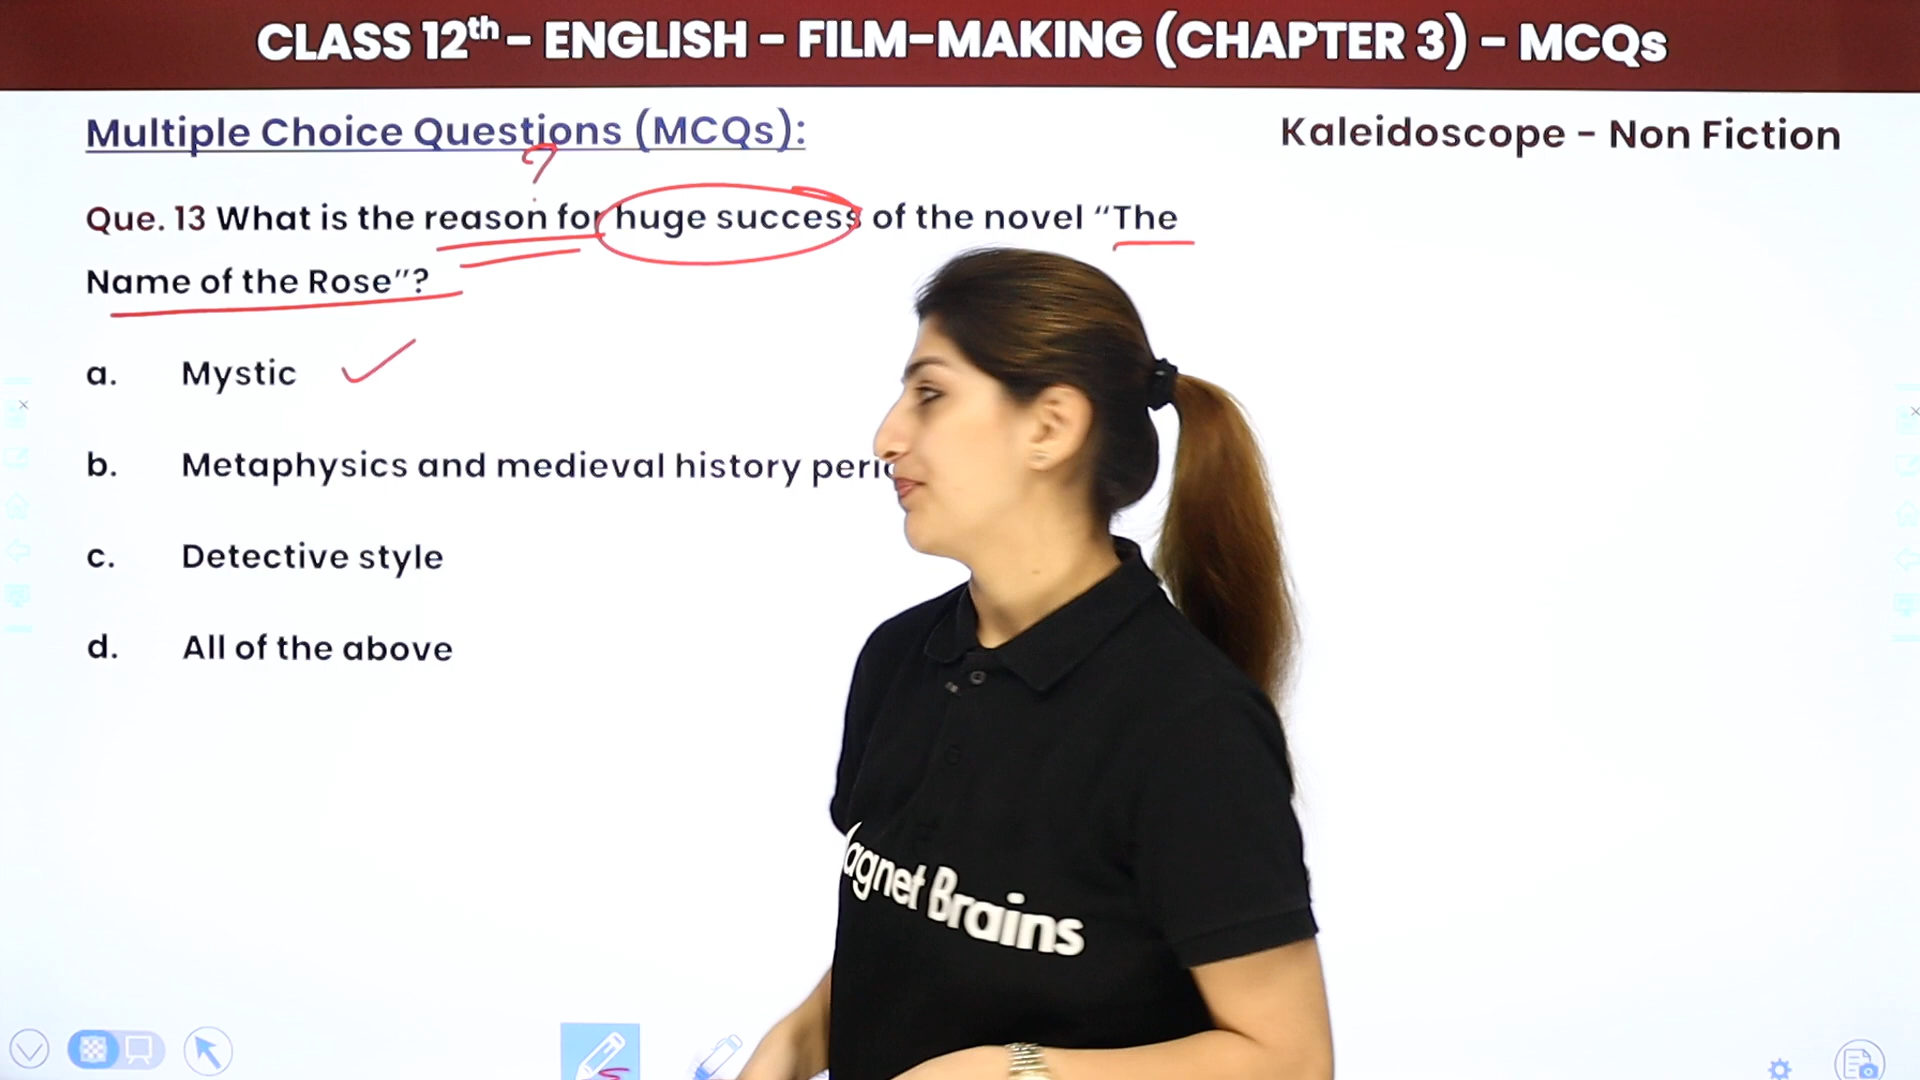 CLASS 12th - ENGLISH - FILM-MAKING (CHAPTER 3) - MCQs
Multiple Choice Questions (MCQs):
Kaleidoscope - Non Fiction
?
Que. 13 What is the reason for huge success of the novel “The
Name of the Rose”?
a. Mystic
b. Metaphysics and medieval history
c. Detective style
d. All of the above
agnet Brains